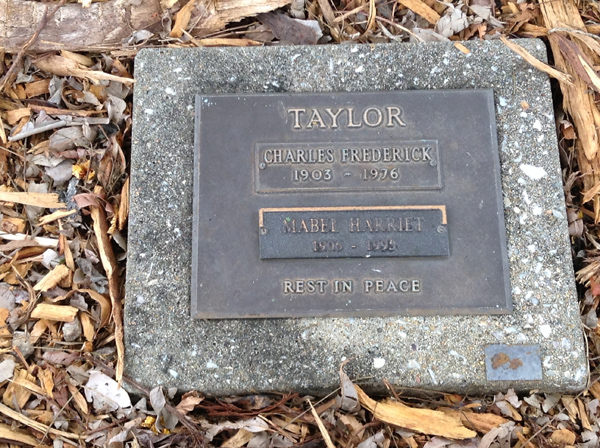 TAYLOR
CHARLES FREDERICK
1903 - 1976
MABEL HARRIET
REST IN PEACE